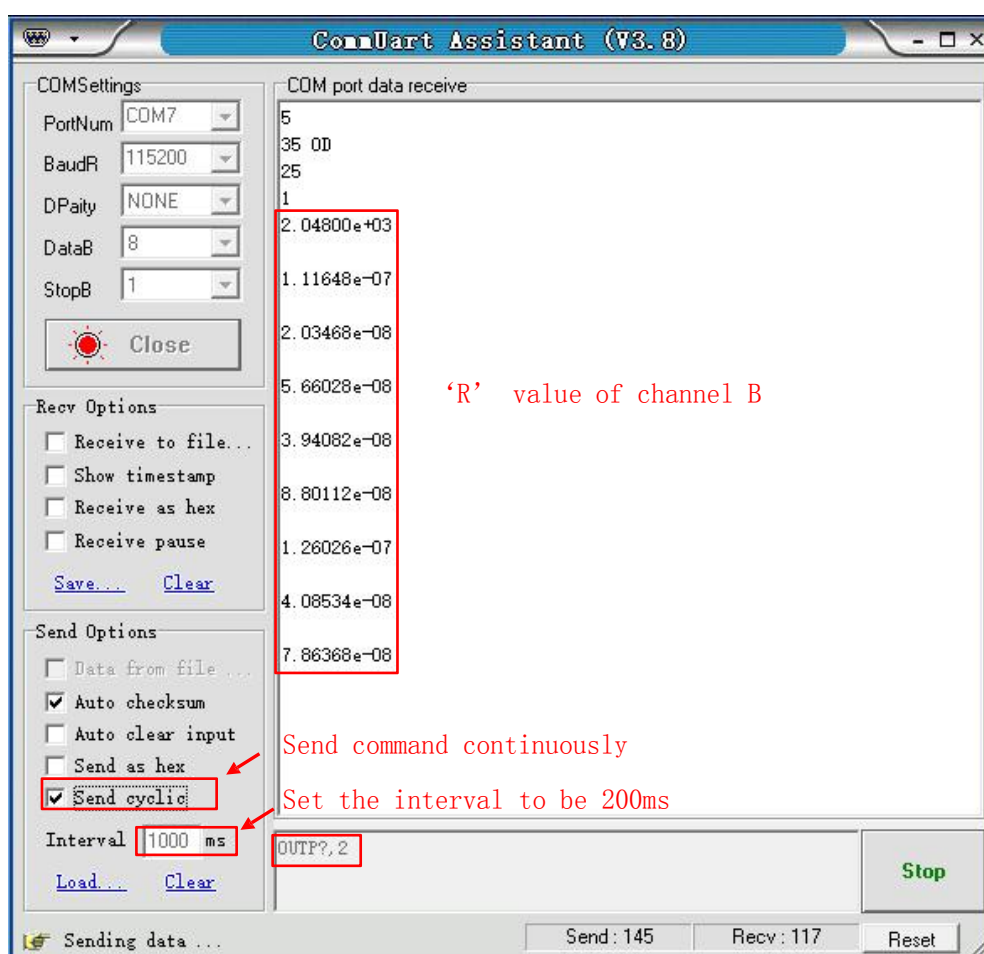 CommUart Assistant (V3.8)
COMSettings
PortNum COM7
BaudR 115200
DPaity NONE
DataB 8
StopB 1
Close
Recv Options
Receive to file...
Show timestamp
Receive as hex
Receive pause
Save... Clear
Send Options
Data from file ...
Auto checksum
Auto clear input
Send as hex
Send cyclic
Interval 1000 ms
Load... Clear
COM port data receive
5
35 0D
25
1
2.04800e+03
1.11648e-07
2.03468e-08
5.66028e-08
3.94082e-08
8.80112e-08
1.26026e-07
4.08534e-08
7.86368e-08
‘R’ value of channel B
Send command continuously
Set the interval to be 200ms
OUTP?,2
Stop
Sending data ...
Send : 145
Recv : 117
Reset